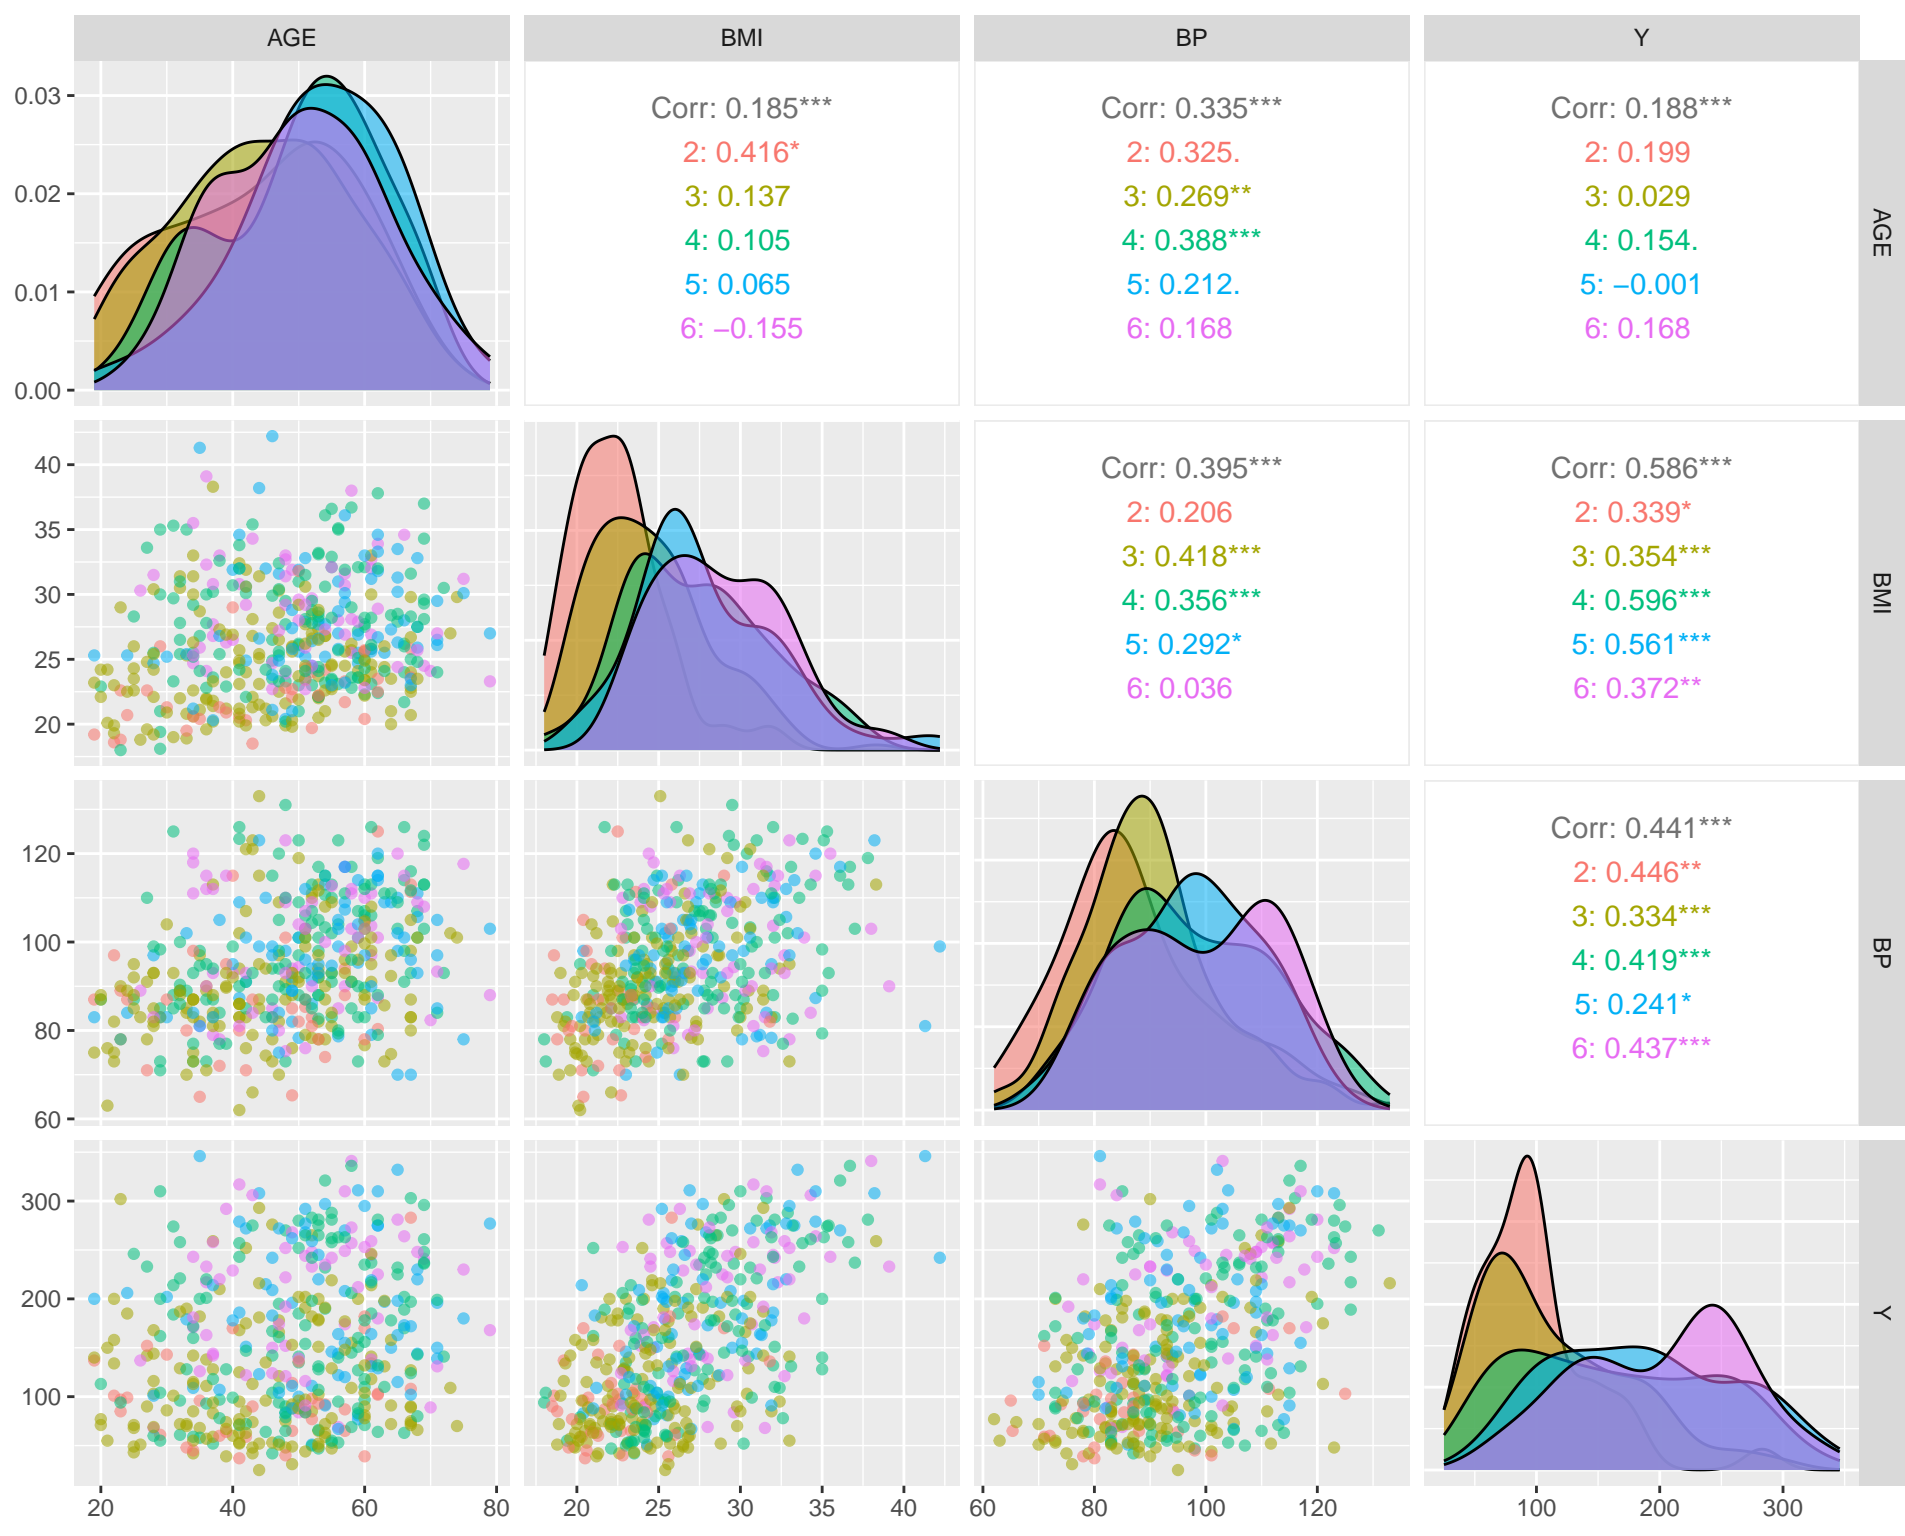 AGE
BMI
BP
Y
0.03
0.02
0.01
0.00
Corr: 0.185***
2: 0.416*
3: 0.137
4: 0.105
5: 0.065
6: −0.155
Corr: 0.335***
2: 0.325.
3: 0.269**
4: 0.388***
5: 0.212.
6: 0.168
Corr: 0.188***
2: 0.199
3: 0.029
4: 0.154.
5: −0.001
6: 0.168
AGE
40
35
30
25
20
Corr: 0.395***
2: 0.206
3: 0.418***
4: 0.356***
5: 0.292*
6: 0.036
Corr: 0.586***
2: 0.339*
3: 0.354***
4: 0.596***
5: 0.561***
6: 0.372**
BMI
120
100
80
60
Corr: 0.441***
2: 0.446**
3: 0.334***
4: 0.419***
5: 0.241*
6: 0.437***
BP
300
200
100
Y
20 40 60 80
20 25 30 35 40
60 80 100 120
100 200 300